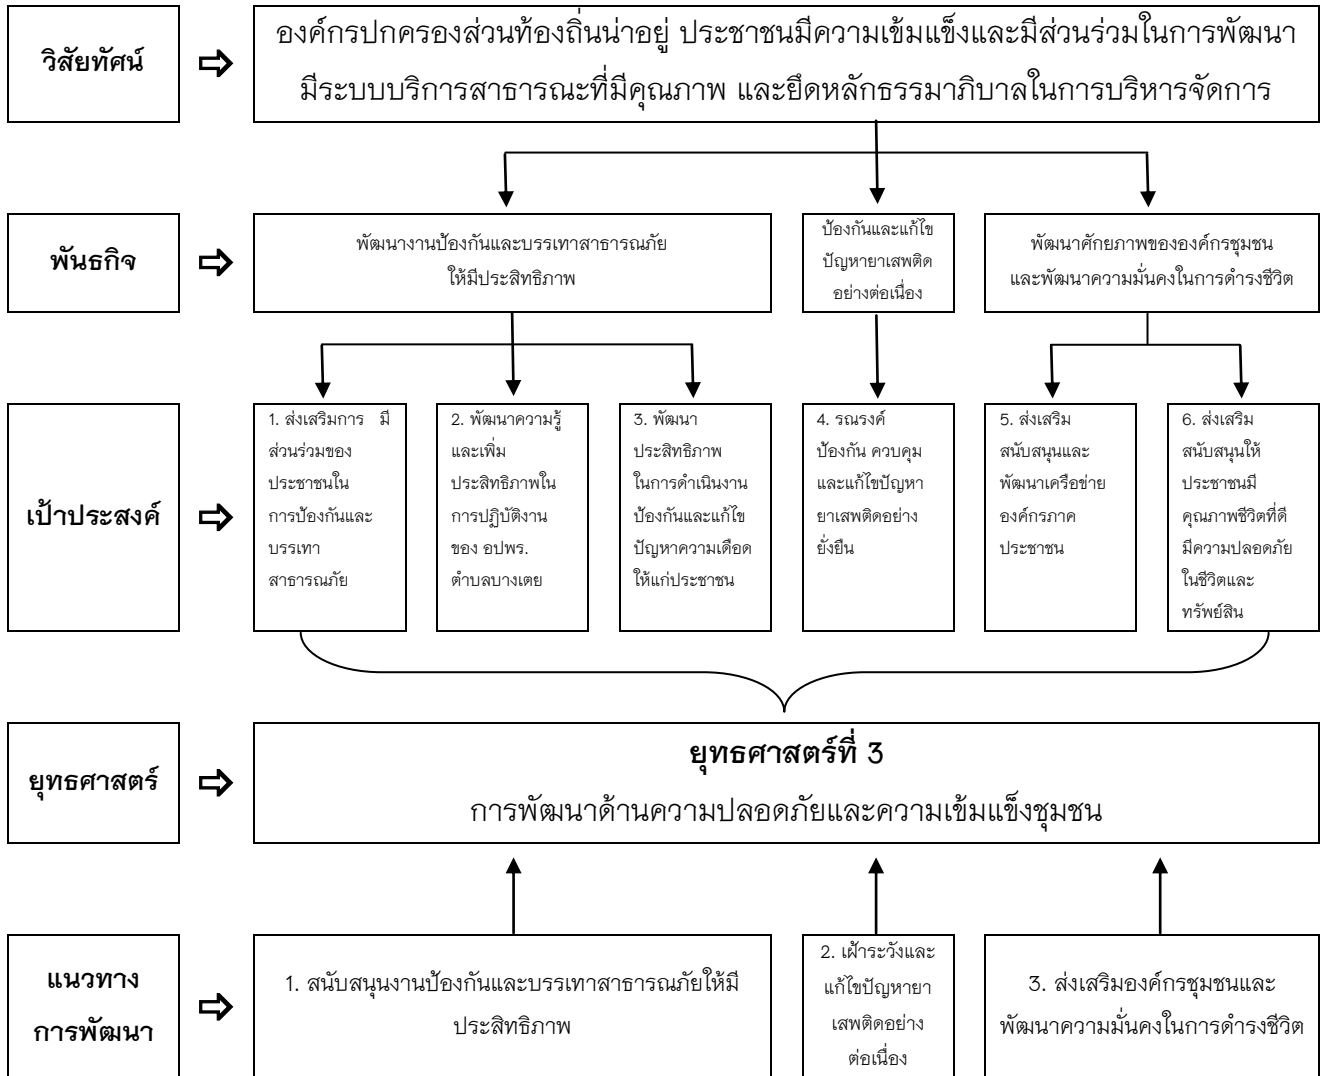 วิสัยทัศน์
องค์กรปกครองส่วนท้องถิ่นน่าอยู่ ประชาชนมีความเข้มแข็งและมีส่วนร่วมในการพัฒนา
มีระบบบริการสาธารณะที่มีคุณภาพ และยึดหลักธรรมาภิบาลในการบริหารจัดการ
พันธกิจ
พัฒนางานป้องกันและบรรเทาสาธารณภัย
ให้มีประสิทธิภาพ
ป้องกันและแก้ไข
ปัญหายาเสพติด
อย่างต่อเนื่อง
พัฒนาศักยภาพขององค์กรชุมชน
และพัฒนาความมั่นคงในการดำรงชีวิต
เป้าประสงค์
1. ส่งเสริมการ มี
ส่วนร่วมของ
ประชาชนใน
การป้องกันและ
บรรเทา
สาธารณภัย
2. พัฒนาความรู้
และเพิ่ม
ประสิทธิภาพใน
การปฏิบัติงาน
ของ อปพร.
ตำบลบางเตย
3. พัฒนา
ประสิทธิภาพ
ในการดำเนินงาน
ป้องกันและแก้ไข
ปัญหาความเดือด
ให้แก่ประชาชน
4. รณรงค์
ป้องกัน ควบคุม
และแก้ไขปัญหา
ยาเสพติดอย่าง
ยั่งยืน
5. ส่งเสริม
สนับสนุนและ
พัฒนาเครือข่าย
องค์กรภาค
ประชาชน
6. ส่งเสริม
สนับสนุนให้
ประชาชนมี
คุณภาพชีวิตที่ดี
มีความปลอดภัย
ในชีวิตและ
ทรัพย์สิน
ยุทธศาสตร์
ยุทธศาสตร์ที่ 3
การพัฒนาด้านความปลอดภัยและความเข้มแข็งชุมชน
แนวทาง
การพัฒนา
1. สนับสนุนงานป้องกันและบรรเทาสาธารณภัยให้มี
ประสิทธิภาพ
2. เฝ้าระวังและ
แก้ไขปัญหายา
เสพติดอย่าง
ต่อเนื่อง
3. ส่งเสริมองค์กรชุมชนและ
พัฒนาความมั่นคงในการดำรงชีวิต